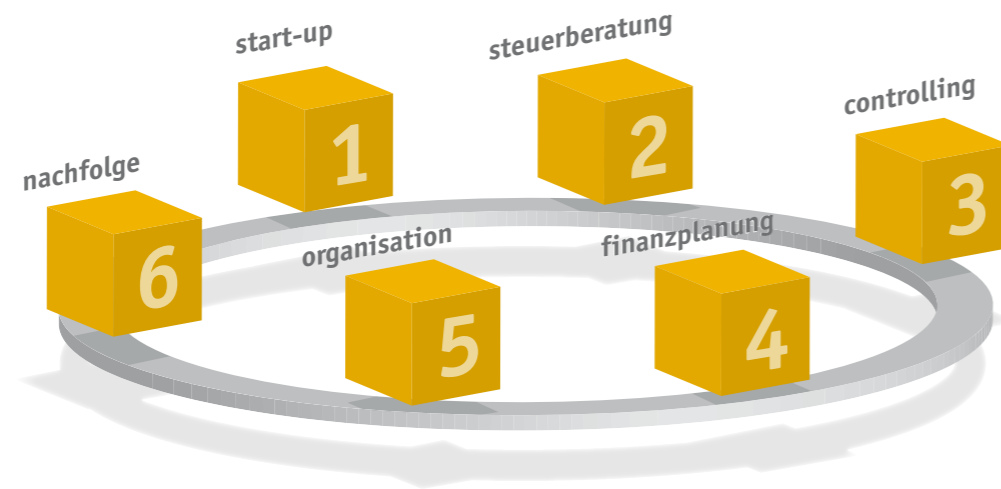 start-up
1
steuerberatung
2
controlling
3
finanzplanung
4
organisation
5
nachfolge
6